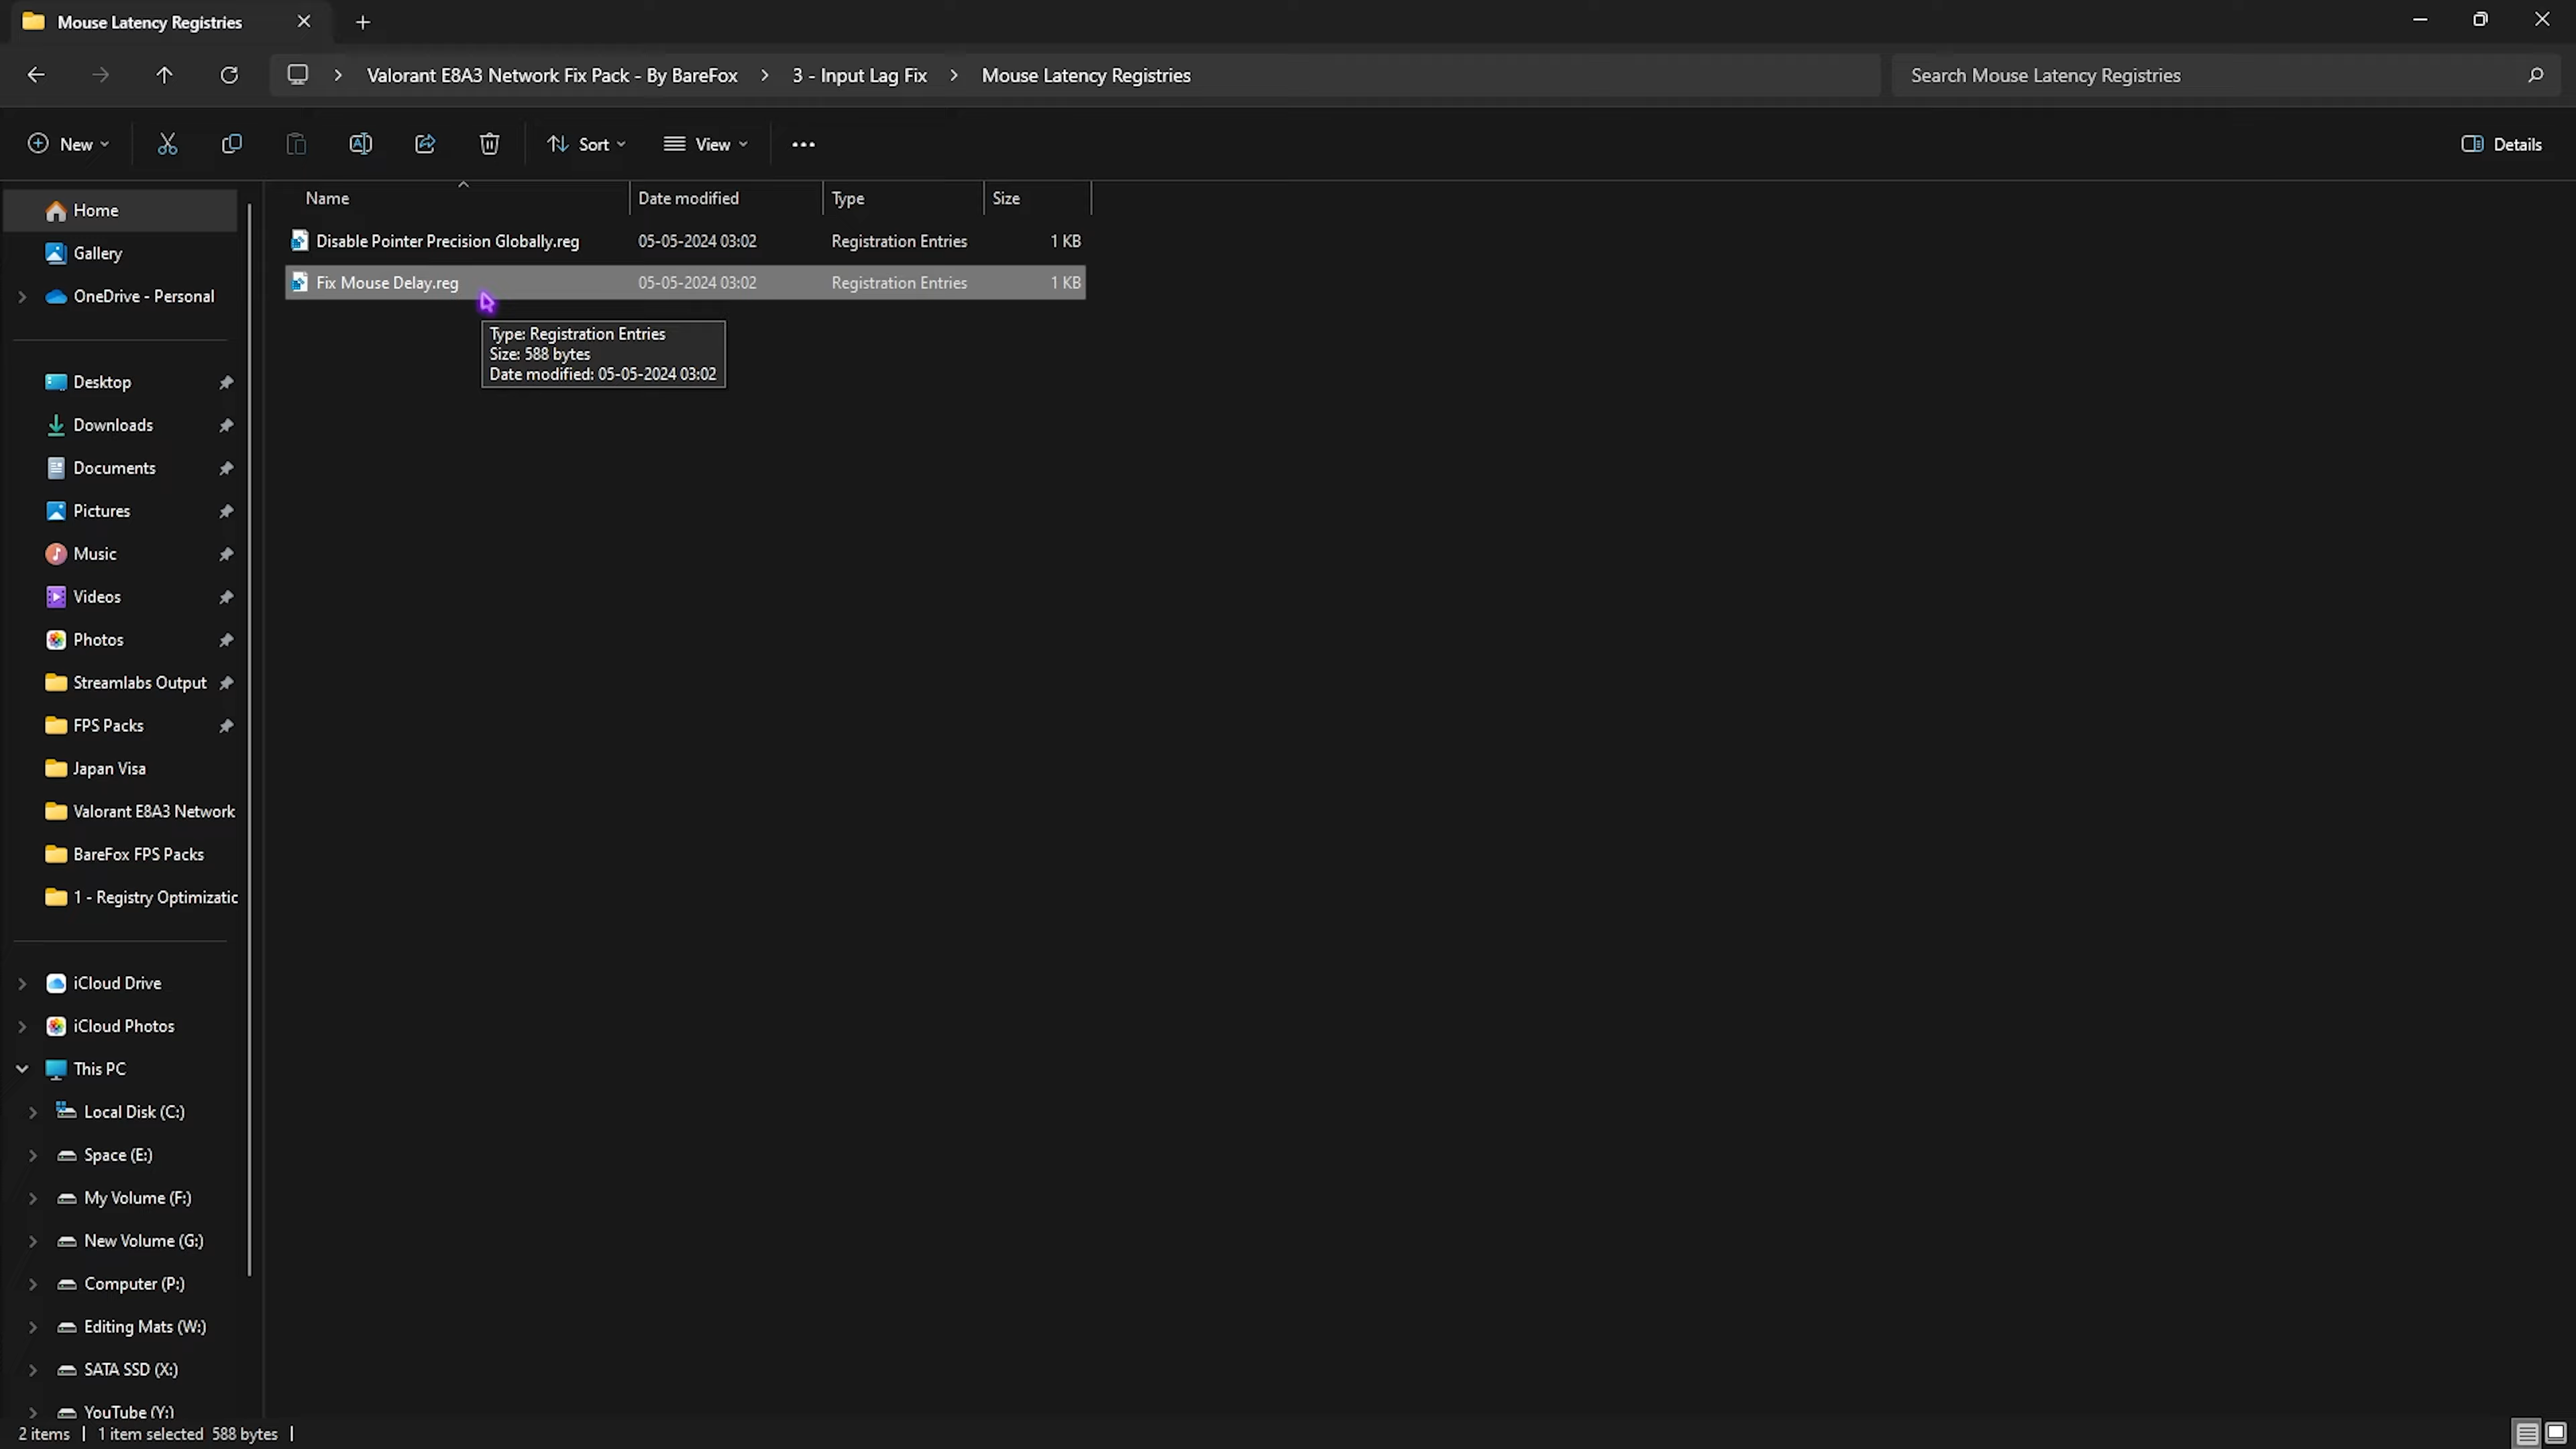 Mouse Latency Registries
Valorant E8A3 Network Fix Pack - By BareFox > 3 - Input Lag Fix > Mouse Latency Registries
Search Mouse Latency Registries
New
Sort
View
Details
Name Date modified Type Size
Disable Pointer Precision Globally.reg 05-05-2024 03:02 Registration Entries 1 KB
Fix Mouse Delay.reg 05-05-2024 03:02 Registration Entries 1 KB
Type: Registration Entries
Size: 588 bytes
Date modified: 05-05-2024 03:02
Home
Gallery
OneDrive - Personal
Desktop
Downloads
Documents
Pictures
Music
Videos
Photos
Streamlabs Output
FPS Packs
Japan Visa
Valorant E8A3 Network
BareFox FPS Packs
1 - Registry Optimizatic
iCloud Drive
iCloud Photos
This PC
Local Disk (C:)
Space (E:)
My Volume (F:)
New Volume (G:)
Computer (P:)
Editing Mats (W:)
SATA SSD (X:)
YouTube (Y:)
2 items | 1 item selected 588 bytes |